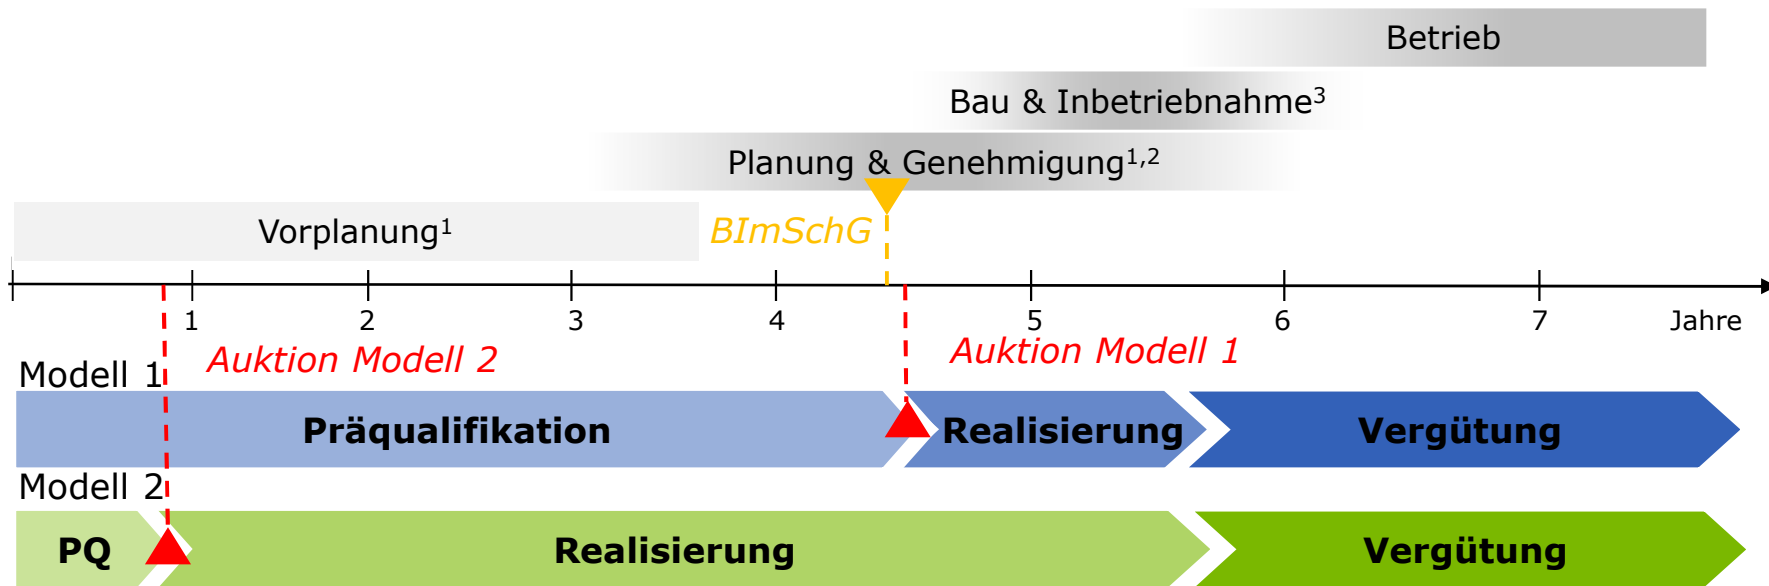 Betrieb
Bau & Inbetriebnahme³
Planung & Genehmigung¹,²
Vorplanung¹
BImSchG
1 2 3 4 5 6 7 Jahre
Auktion Modell 2
Auktion Modell 1
Modell 1
Präqualifikation Realisierung Vergütung
Modell 2
PQ Realisierung Vergütung